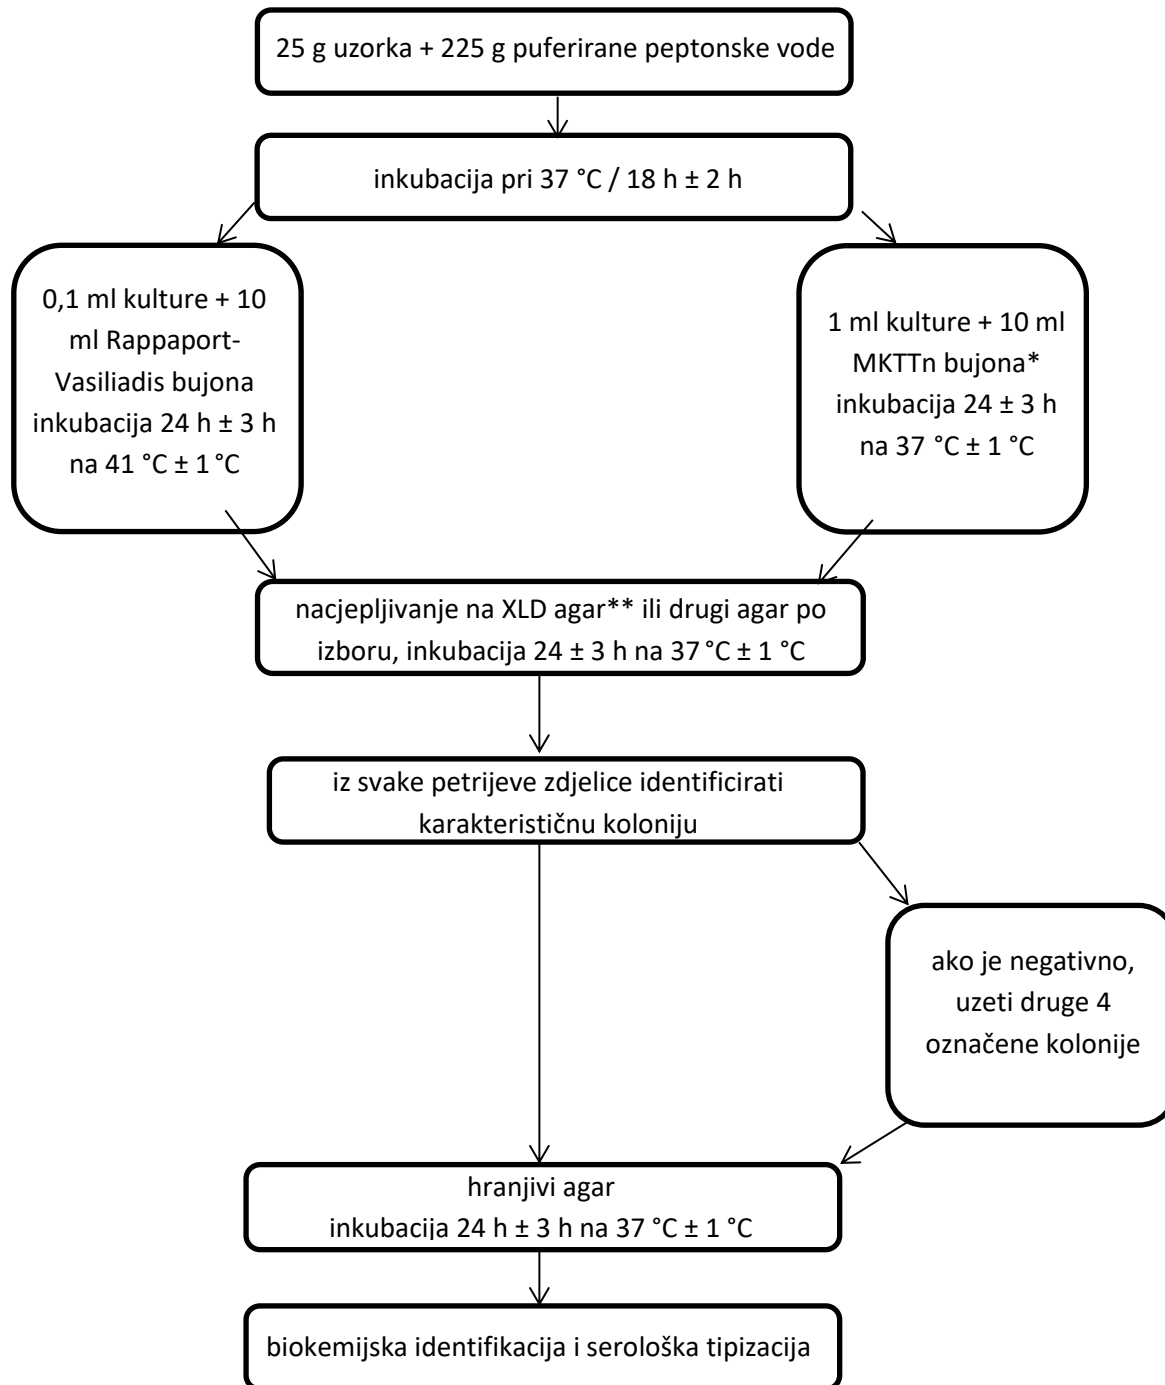 25 g uzorka + 225 g puferirane peptonske vode
inkubacija pri 37 °C / 18 h ± 2 h
0,1 ml kulture + 10
ml Rappaport-
Vasiliadis bujona
inkubacija 24 h ± 3 h
na 41 °C ± 1 °C
1 ml kulture + 10 ml
MKTTn bujona*
inkubacija 24 ± 3 h
na 37 °C ± 1 °C
nacjepljivanje na XLD agar** ili drugi agar po
izboru, inkubacija 24 ± 3 h na 37 °C ± 1 °C
iz svake petrijeve zdjelice identificirati
karakterističnu koloniju
ako je negativno,
uzeti druge 4
označene kolonije
hranjivi agar
inkubacija 24 h ± 3 h na 37 °C ± 1 °C
biokemijska identifikacija i serološka tipizacija